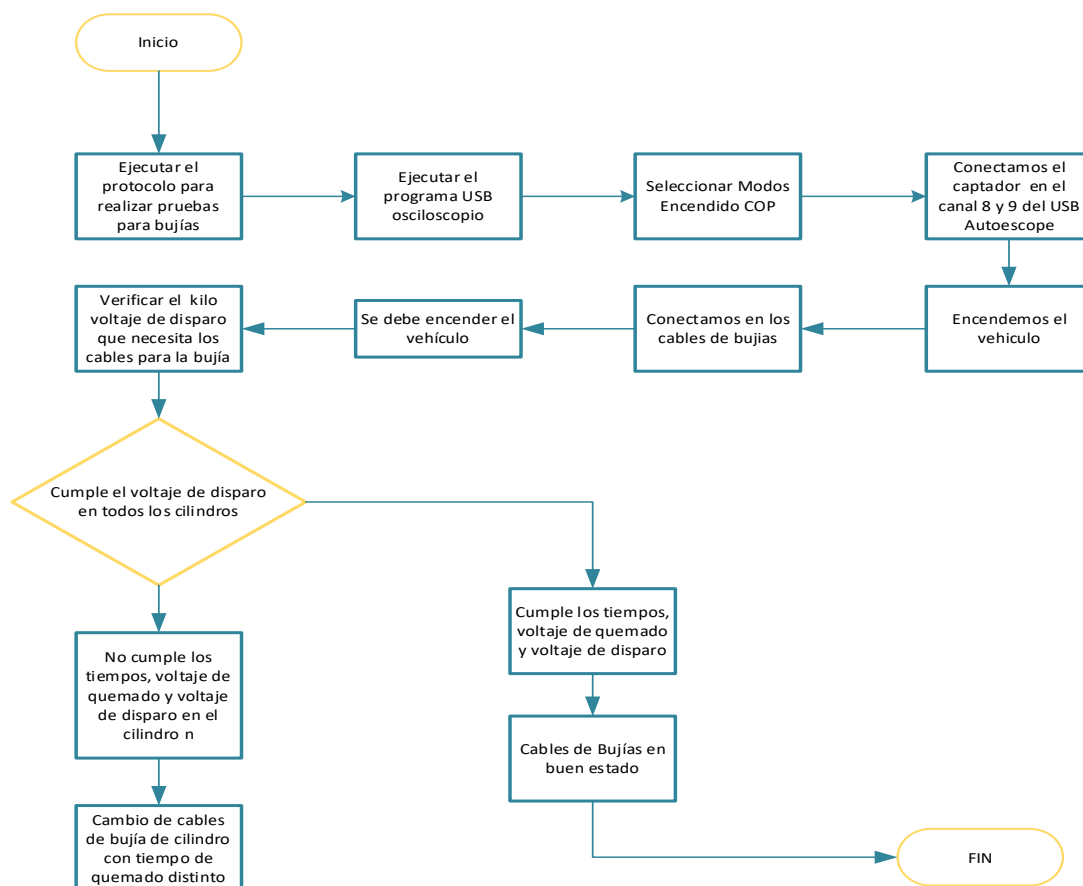 Inicio
Ejecutar el
protocolo para
realizar pruebas
para bujías
Ejecutar el
programa USB
osciloscopio
Seleccionar Modos
Encendido COP
Conectamos el
captador en el
canal 8 y 9 del USB
Autoescope
Encendemos el
vehiculo
Conectamos en los
cables de bujias
Se debe encender el
vehículo
Verificar el kilo
voltaje de disparo
que necesita los
cables para la bujía
Cumple el voltaje de disparo
en todos los cilindros
No cumple los
tiempos, voltaje de
quemado y voltaje
de disparo en el
cilindro n
Cambio de cables
de bujía de cilindro
con tiempo de
quemado distinto
Cumple los tiempos,
voltaje de quemado
y voltaje de disparo
Cables de Bujías en
buen estado
FIN